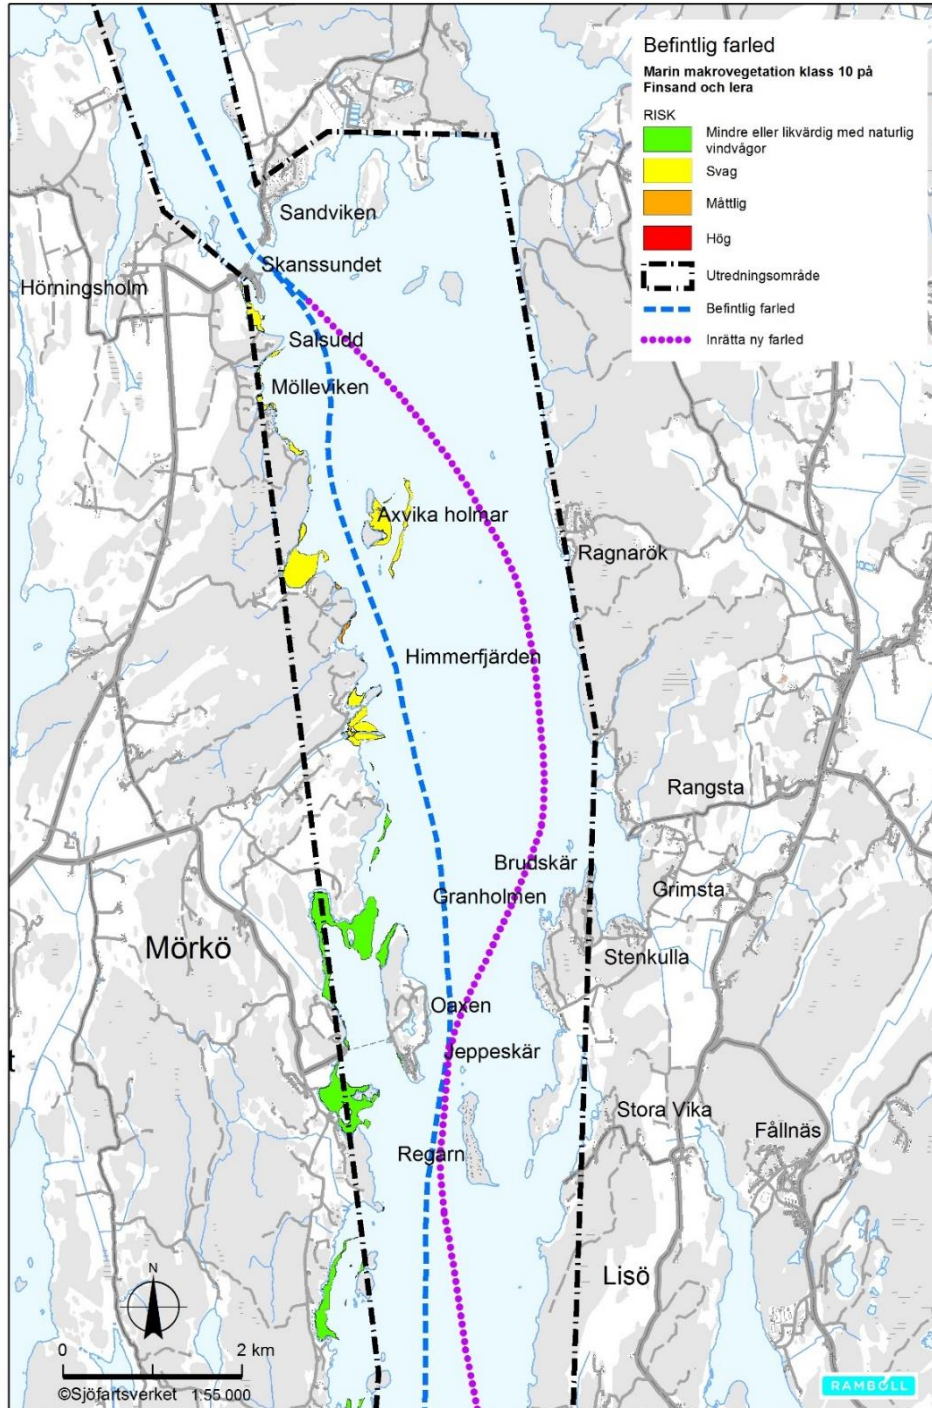 Befintlig farled
Marin makrovegetation klass 10 på
Finsand och lera
RISK
Mindre eller likvärdig med naturlig
vindvågor
Svag
Måttlig
Hög
Utredningsområde
Befintlig farled
Inrätta ny farled
Sandviken
Skanssundet
Hörningsholm
Salsudd
Mölleviken
Axvika holmar
Ragnarök
Himmerfjärden
Rangsta
Brudskär
Granholmen
Grimsta
Mörkö
Stenkulla
Oaxen
Jeppeskär
t
Stora Vika
Fållnäs
Regarn
Lisö
N
0 2 km
©Sjöfartsverket 1:55 000
RAMBOLL